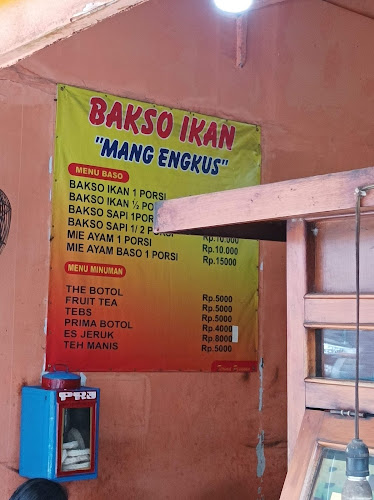 BAKSO IKAN
"MANG ENGKUS"
MENU BASO
BAKSO IKAN 1 PORSI
BAKSO IKAN ½ PO
BAKSO SAPI 1PO
BAKSO SAPI 1/ 2 PORSI
MIE AYAM 1 PORSI Rp.10.000
MIE AYAM BASO 1 PORSI Rp.10.000
Rp.15000
MENU MINUMAN
THE BOTOL Rp.5000
FRUIT TEA Rp.5000
TEBS Rp.5000
PRIMA BOTOL Rp.4000
ES JERUK Rp.8000
TEH MANIS Rp.5000
PRJ